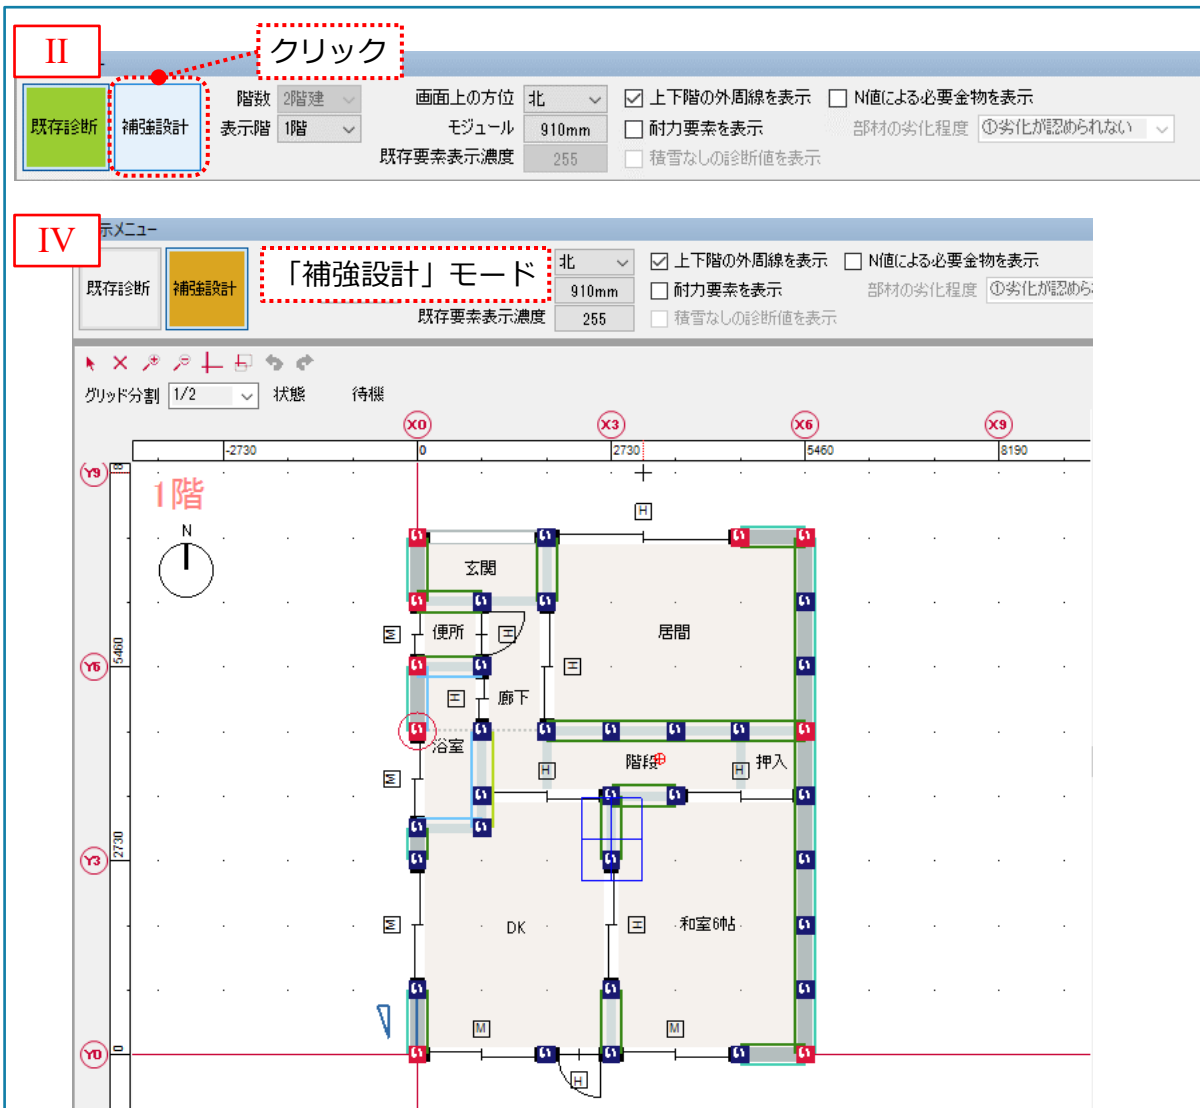 II
クリック
既存診断
補強設計
階数 2階建
表示階 1階
画面上の方位 北
モジュール 910mm
既存要素表示濃度 255
上下階の外周線を表示
耐力要素を表示
積雪なしの診断値を表示
N値による必要金物を表示
部材の劣化程度 ①劣化が認められない
IV
示メニュー
既存診断
補強設計
「補強設計」モード
北
910mm
既存要素表示濃度 255
上下階の外周線を表示
耐力要素を表示
積雪なしの診断値を表示
N値による必要金物を表示
部材の劣化程度 ①劣化が認めら
グリッド分割 1/2 状態 待機
X0 X3 X6 X9
-2730 0 2730 5460 8190
Y9
1階
N
H
玄関
M 便所 H 居間
Y6 5460 H
H 廊下
浴室 階段 押入
M H H
Y3 2730
M DK H 和室6帖
M M
Y0 0
H